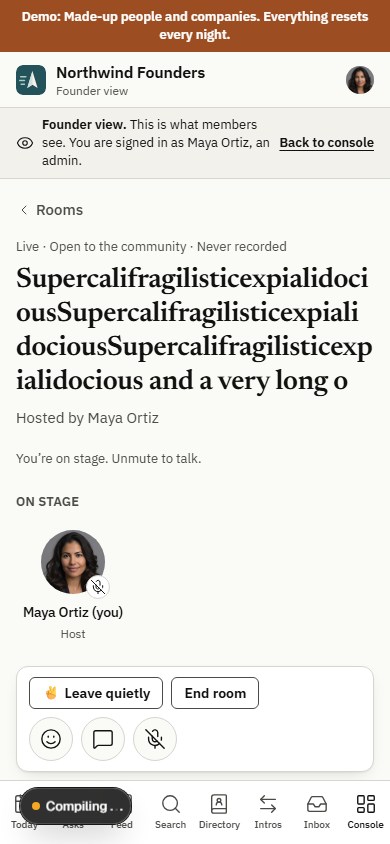 Demo: Made-up people and companies. Everything resets
every night.
Northwind Founders
Founder view
Founder view. This is what members
see. You are signed in as Maya Ortiz, an
admin.
Back to console
Rooms
Live · Open to the community · Never recorded
Supercalifragilisticexpialidoci
ousSupercalifragilisticexpiali
dociousSupercalifragilisticexp
ialidocious and a very long o
Hosted by Maya Ortiz
You’re on stage. Unmute to talk.
ON STAGE
Maya Ortiz (you)
Host
✌️ Leave quietly
End room
Compiling . . .
Today
Asks
Feed
Search
Directory
Intros
Inbox
Console